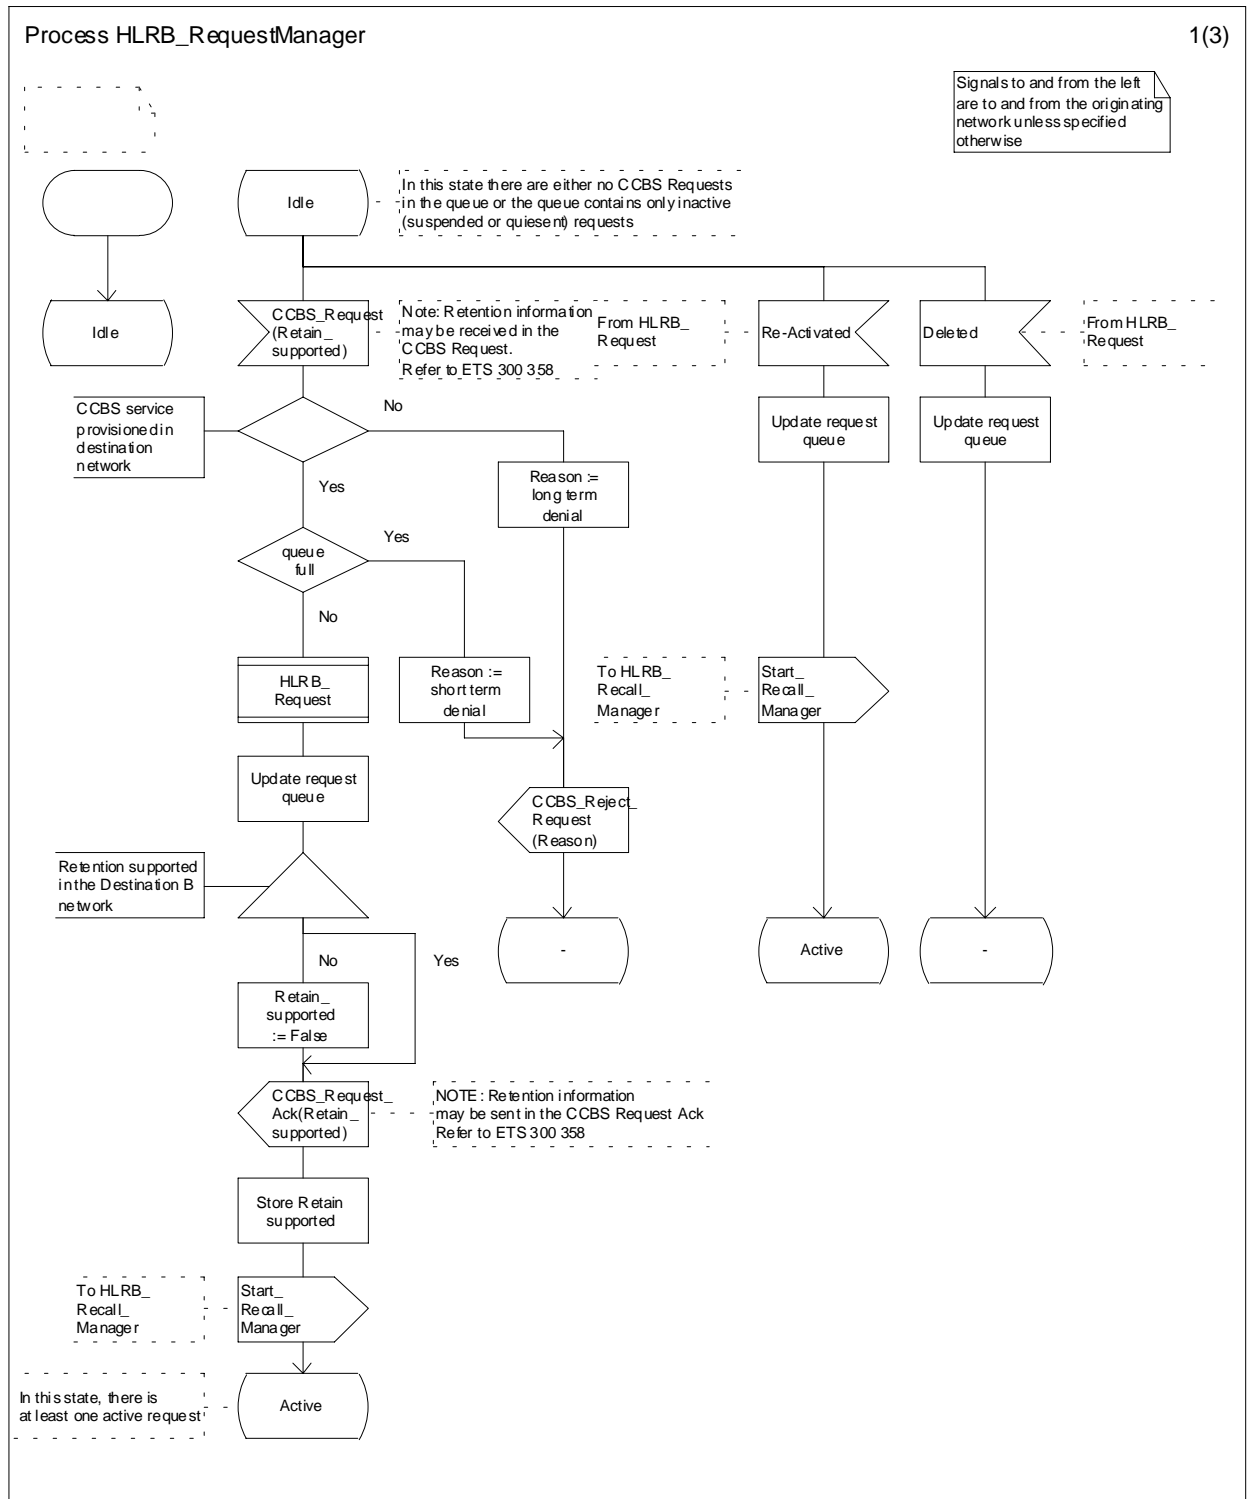 Process HLRB_RequestManager
1(3)
Signals to and from the left
are to and from the originating
network unless specified
otherwise
Idle
In this state there are either no CCBS Requests
in the queue or the queue contains only inactive
(suspended or quiesent) requests
Idle
CCBS_Request
(Retain_
supported)
Note: Retention information
may be received in the
CCBS Request.
Refer to ETS 300 358
From HLRB_
Request
Re-Activated
Deleted
From HLRB_
Request
CCBS service
provisioned in
destination
network
No
Yes
Update request
queue
Update request
queue
Reason :=
long term
denial
queue
full
Yes
No
HLRB_
Request
Reason :=
short term
denial
To HLRB_
Recall_
Manager
Start_
Recall_
Manager
Update request
queue
CCBS_Reject_
Request
(Reason)
Retention supported
in the Destination B
network
No
Yes
-
Active
-
Retain_
supported
:= False
CCBS_Request_
Ack(Retain_
supported)
NOTE: Retention information
may be sent in the CCBS Request Ack
Refer to ETS 300 358
Store Retain
supported
To HLRB_
Recall_
Manager
Start_
Recall_
Manager
In this state, there is
at least one active request
Active